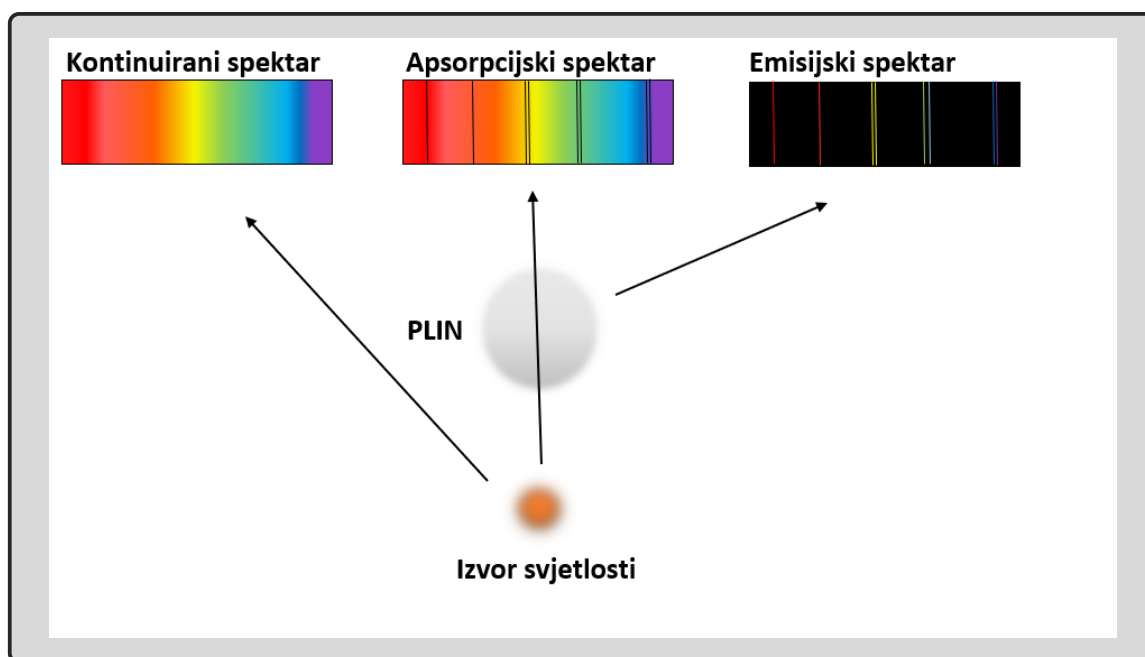 Kontinuirani spektar
Apsorpcijski spektar
Emisijski spektar
PLIN
Izvor svjetlosti